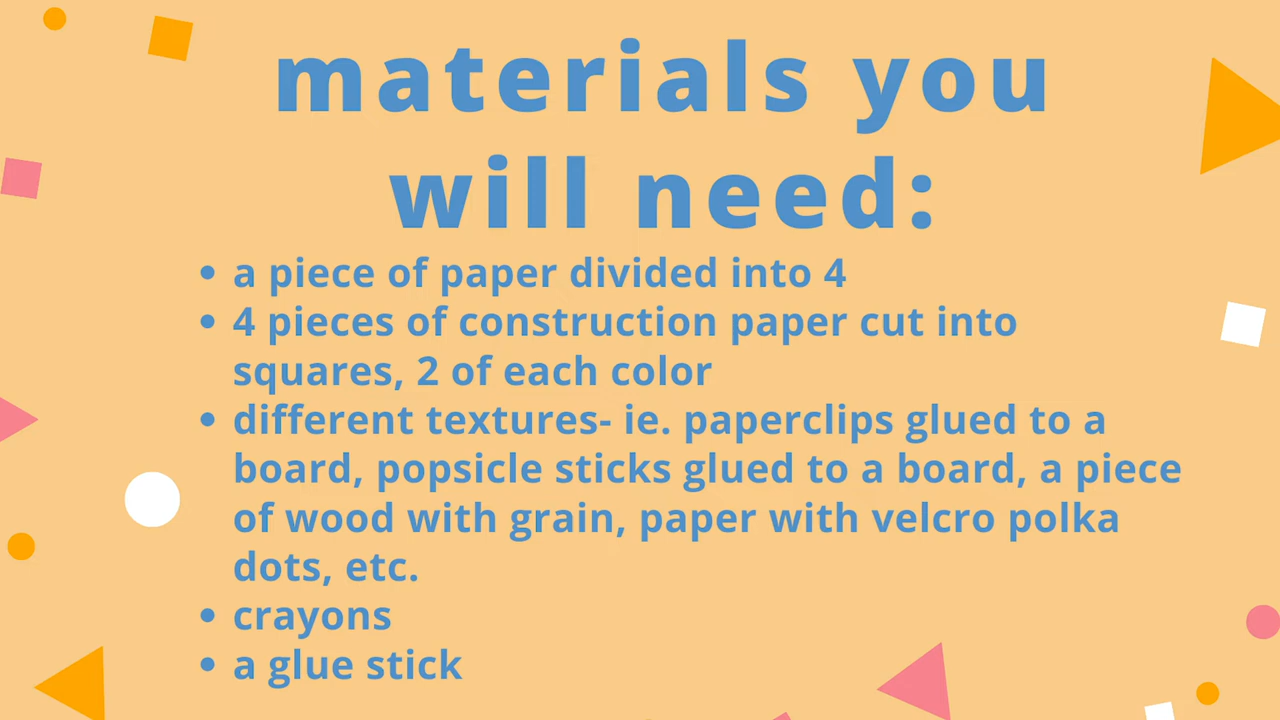 materials you
will need:
• a piece of paper divided into 4
• 4 pieces of construction paper cut into
squares, 2 of each color
• different textures- ie. paperclips glued to a
board, popsicle sticks glued to a board, a piece
of wood with grain, paper with velcro polka
dots, etc.
• crayons
• a glue stick